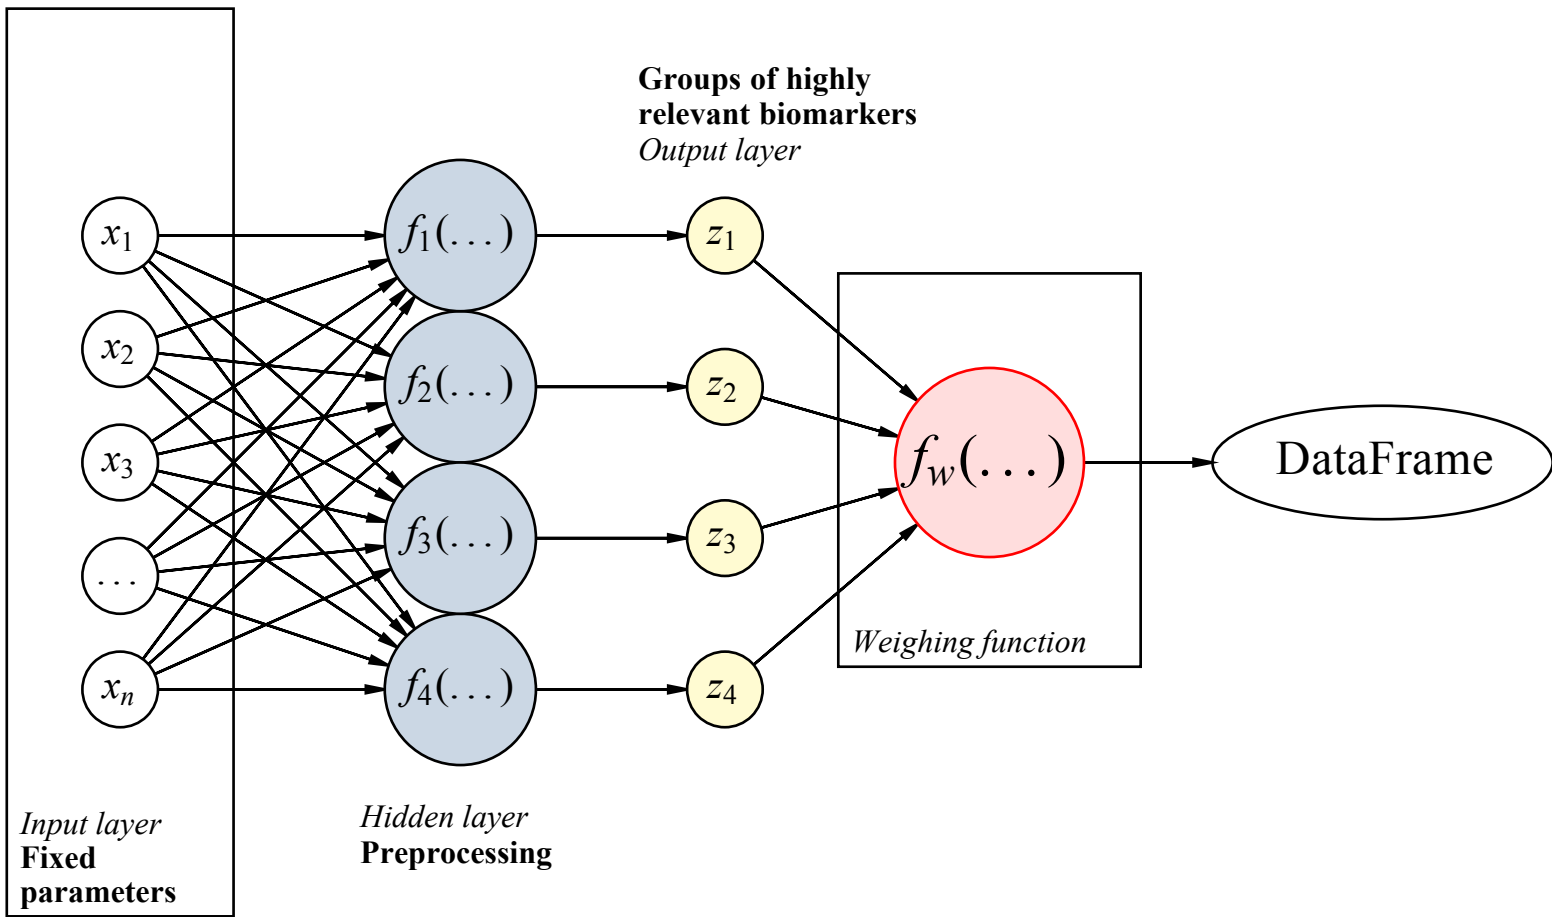 Groups of highly
relevant biomarkers
Output layer
x1
x2
x3
...
xn
f1(...)
f2(...)
f3(...)
f4(...)
z1
z2
z3
z4
fw(...)
Weighing function
DataFrame
Input layer
Fixed
parameters
Hidden layer
Preprocessing